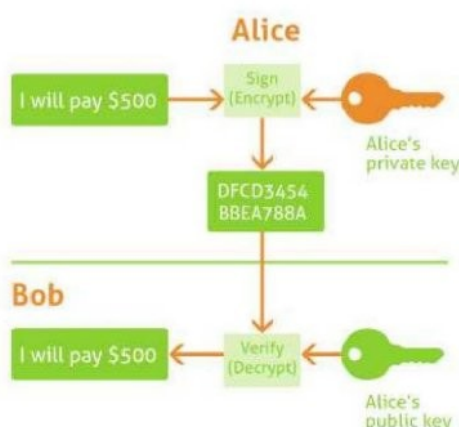 Alice
I will pay $500
Sign
(Encrypt)
Alice's
private key
DFCD3454
BBEA788A
Bob
I will pay $500
Verify
(Decrypt)
Alice's
public key